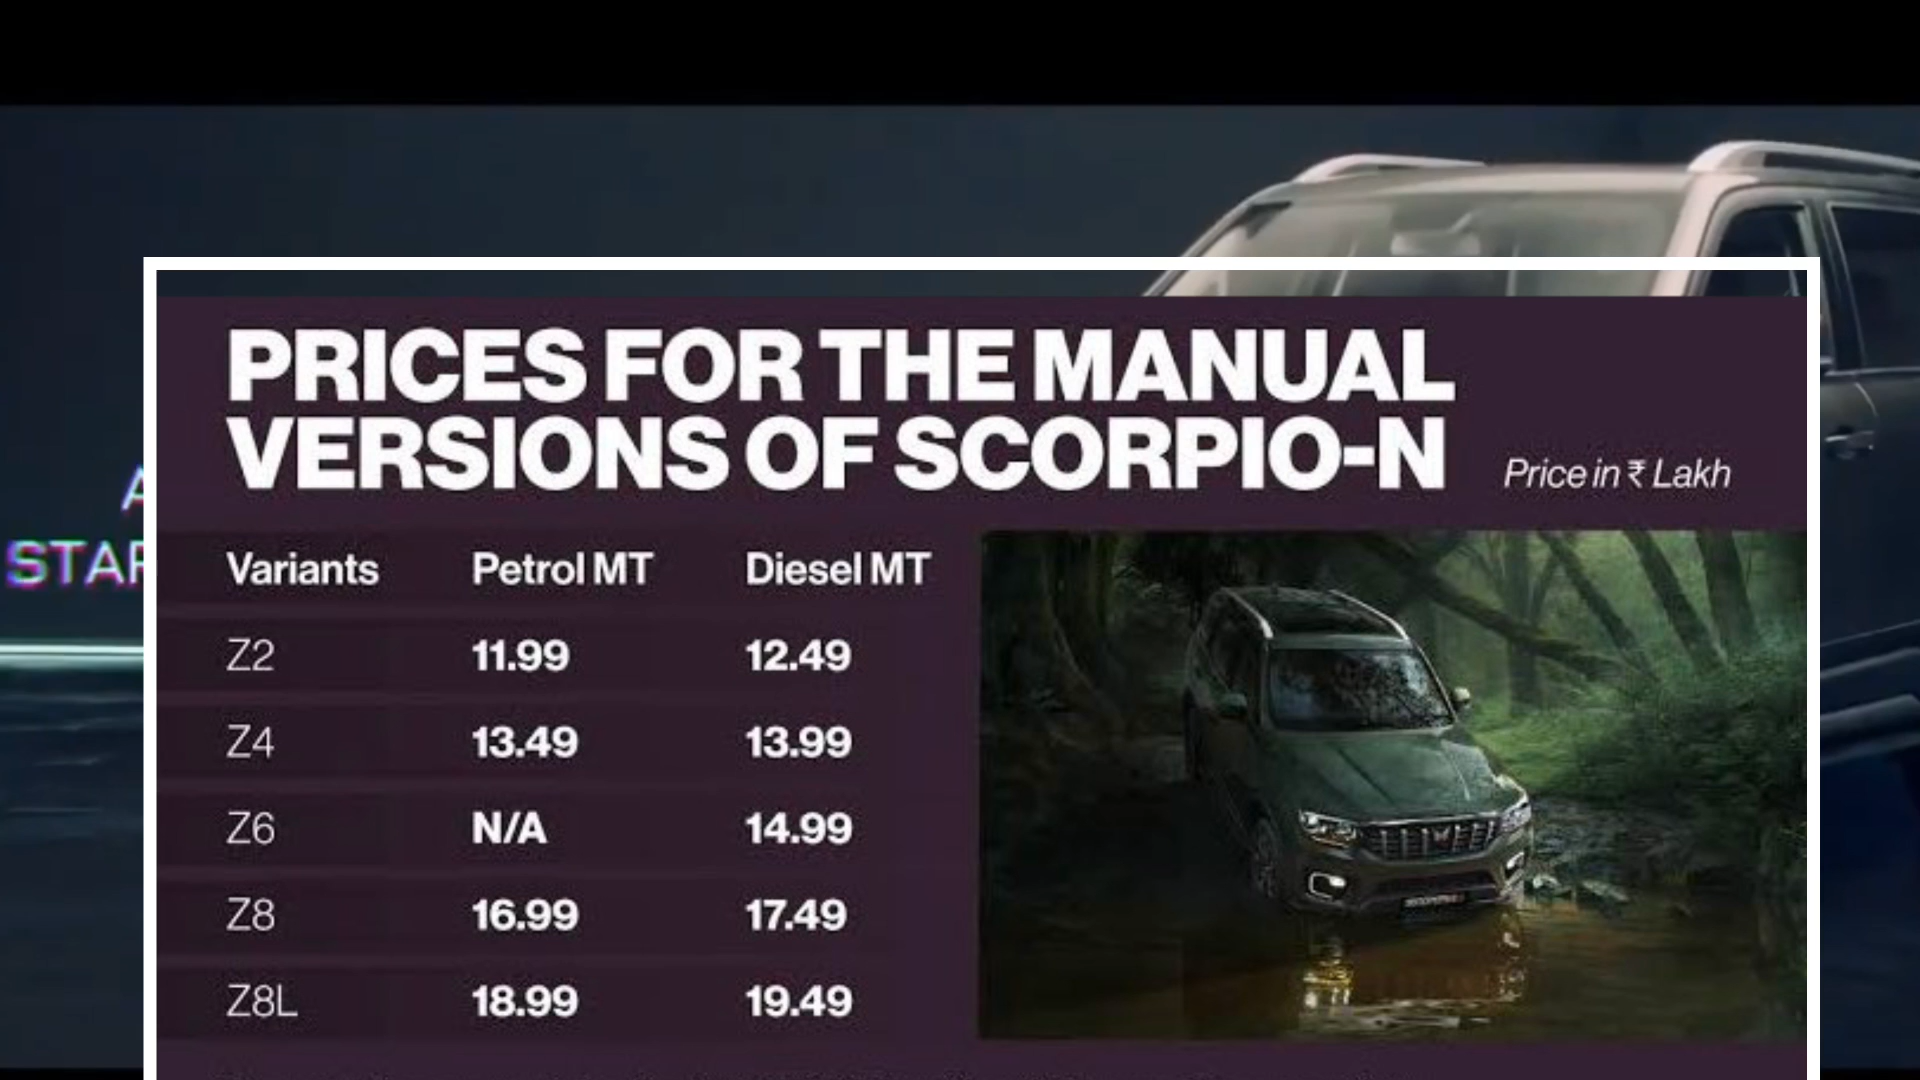 PRICES FOR THE MANUAL
VERSIONS OF SCORPIO-N
Price in ₹ Lakh
Variants Petrol MT Diesel MT
Z2 11.99 12.49
Z4 13.49 13.99
Z6 N/A 14.99
Z8 16.99 17.49
Z8L 18.99 19.49
A
STAR